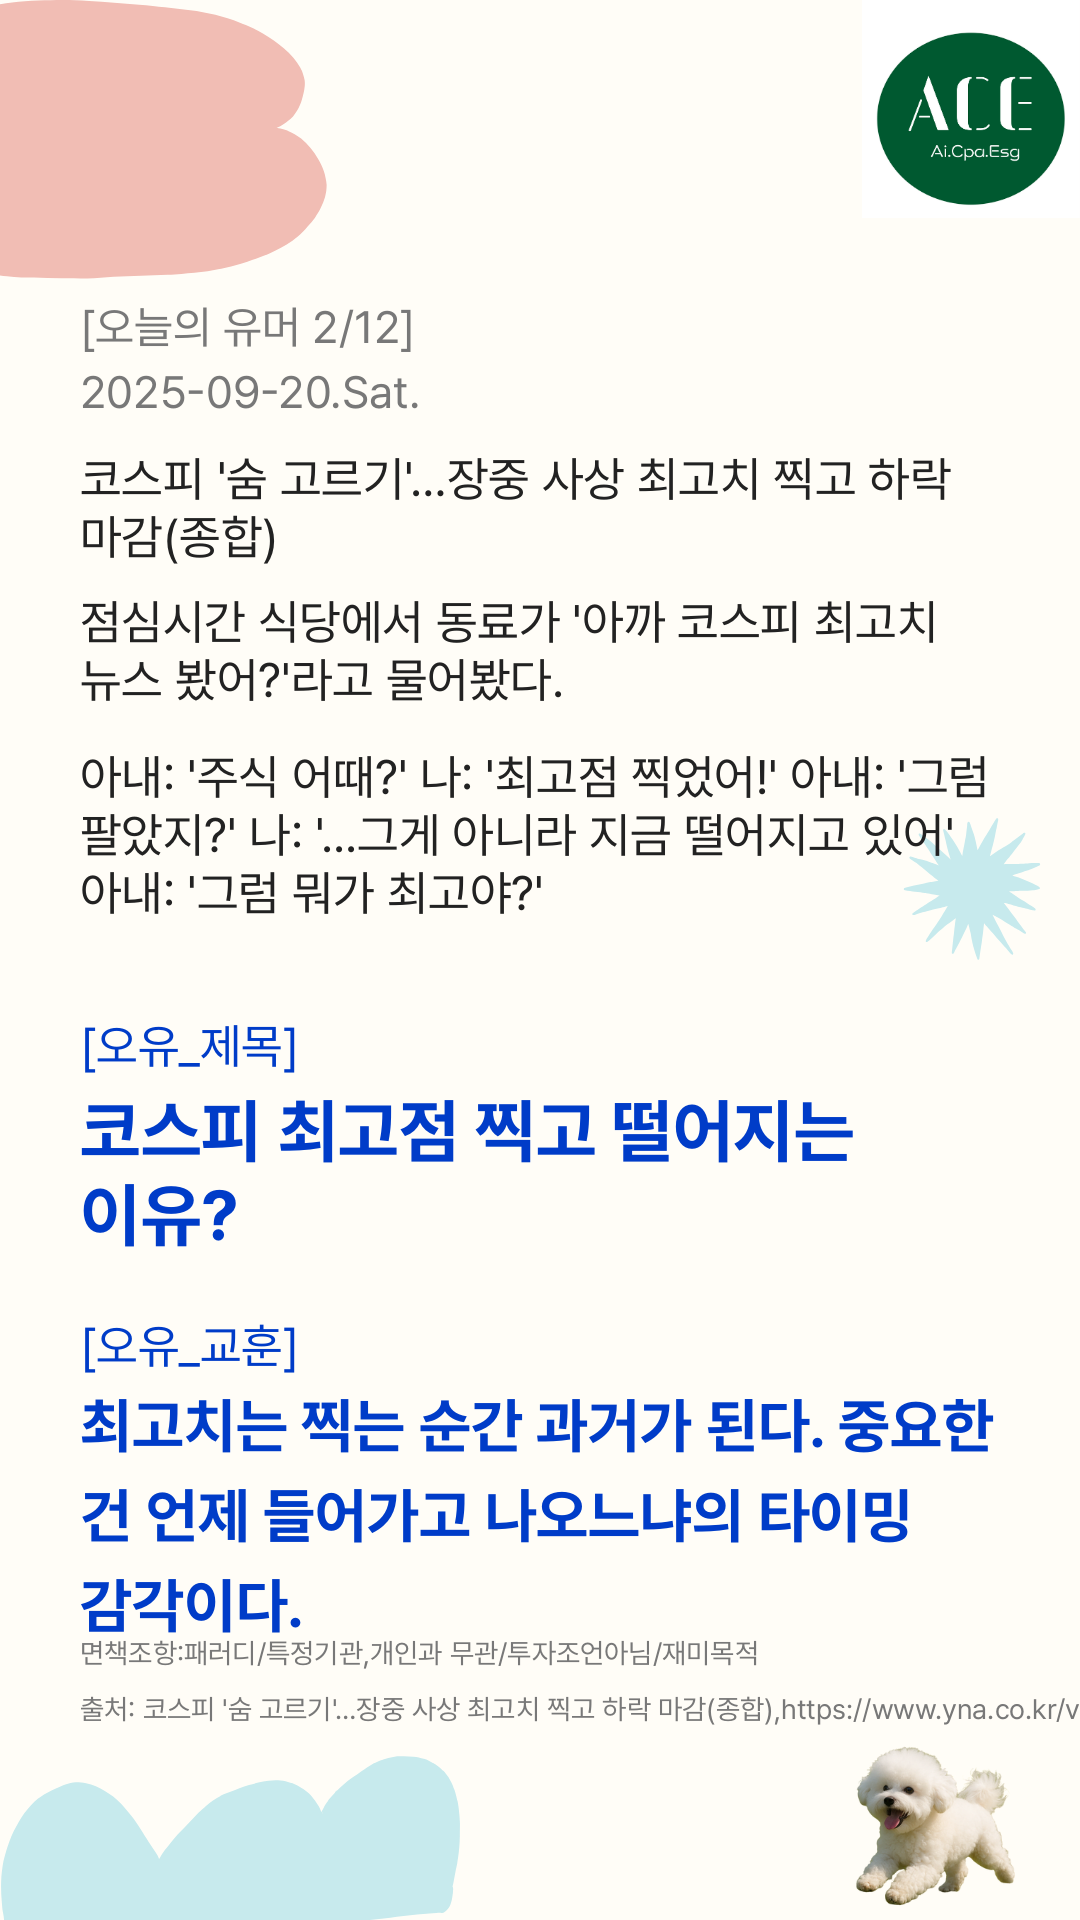 ACE
Ai.Cpa.Esg
[오늘의 유머 2/12]
2025-09-20.Sat.
코스피 '숨 고르기'...장중 사상 최고치 찍고 하락
마감(종합)
점심시간 식당에서 동료가 '아까 코스피 최고치
뉴스 봤어?'라고 물어봤다.
아내: '주식 어때?' 나: '최고점 찍었어!' 아내: '그럼
팔았지?' 나: '...그게 아니라 지금 떨어지고 있어'
아내: '그럼 뭐가 최고야?'
[오유_제목]
코스피 최고점 찍고 떨어지는
이유?
[오유_교훈]
최고치는 찍는 순간 과거가 된다. 중요한
건 언제 들어가고 나오느냐의 타이밍
감각이다.
면책조항:패러디/특정기관,개인과 무관/투자조언아님/재미목적
출처: 코스피 '숨 고르기'...장중 사상 최고치 찍고 하락 마감(종합),https://www.yna.co.kr/v